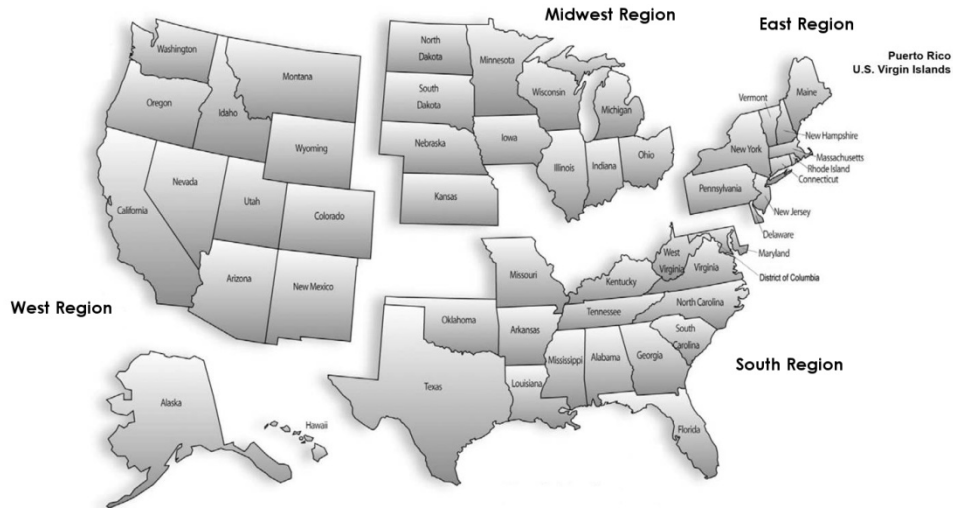 Midwest Region
East Region
Puerto Rico
U.S. Virgin Islands
West Region
South Region
Washington
Oregon
Idaho
Montana
Wyoming
Nevada
Utah
Colorado
California
Arizona
New Mexico
Alaska
Hawaii
North
Dakota
South
Dakota
Nebraska
Kansas
Minnesota
Iowa
Wisconsin
Michigan
Illinois
Indiana
Ohio
Vermont
Maine
New Hampshire
New York
Massachusetts
Rhode Island
Connecticut
Pennsylvania
New Jersey
Delaware
Maryland
District of Columbia
Missouri
Kentucky
West
Virginia
Virginia
Oklahoma
Arkansas
Tennessee
North Carolina
South
Carolina
Texas
Louisiana
Mississippi
Alabama
Georgia
Florida